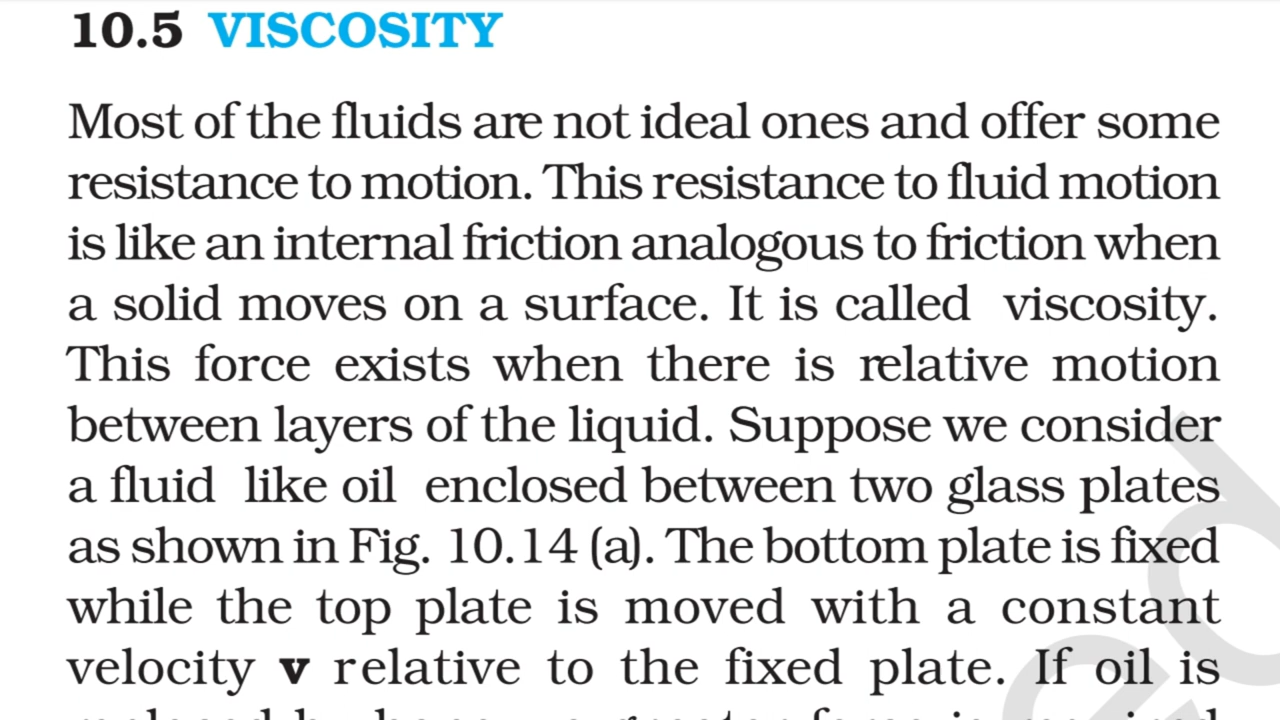 10.5 VISCOSITY
Most of the fluids are not ideal ones and offer some
resistance to motion. This resistance to fluid motion
is like an internal friction analogous to friction when
a solid moves on a surface. It is called viscosity.
This force exists when there is relative motion
between layers of the liquid. Suppose we consider
a fluid like oil enclosed between two glass plates
as shown in Fig. 10.14 (a). The bottom plate is fixed
while the top plate is moved with a constant
velocity v relative to the fixed plate. If oil is